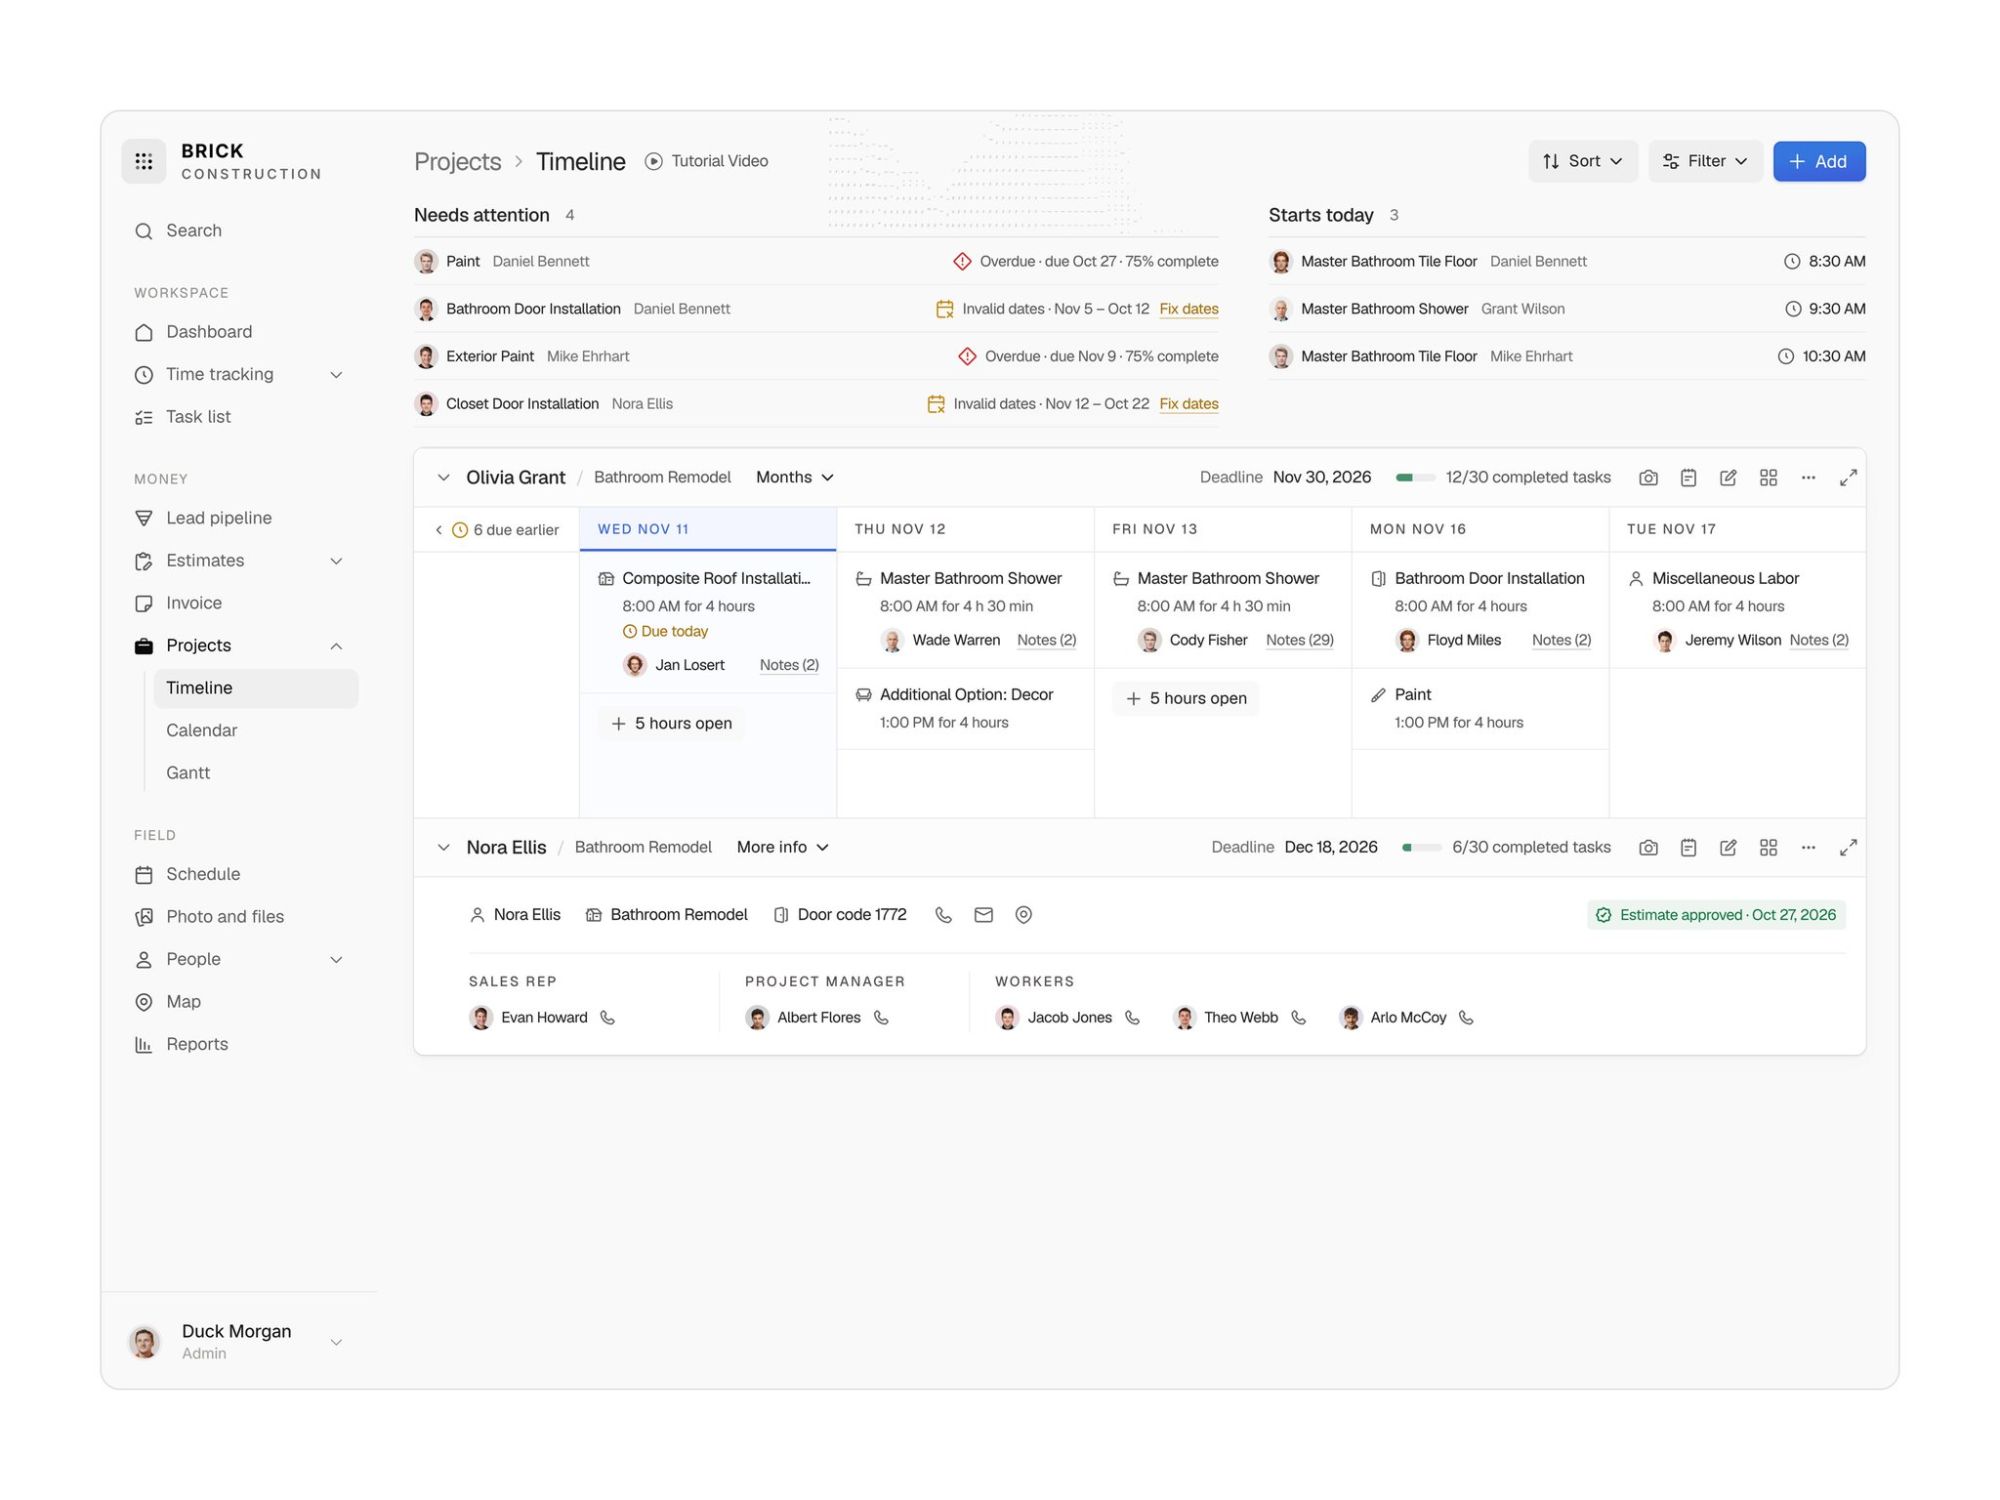 BRICK
CONSTRUCTION
Search
WORKSPACE
Dashboard
Time tracking
Task list
MONEY
Lead pipeline
Estimates
Invoice
Projects
Timeline
Calendar
Gantt
FIELD
Schedule
Photo and files
People
Map
Reports
Duck Morgan
Admin
Projects > Timeline Tutorial Video
Sort Filter + Add
Needs attention 4
Paint Daniel Bennett Overdue · due Oct 27 · 75% complete
Bathroom Door Installation Daniel Bennett Invalid dates · Nov 5 – Oct 12 Fix dates
Exterior Paint Mike Ehrhart Overdue · due Nov 9 · 75% complete
Closet Door Installation Nora Ellis Invalid dates · Nov 12 – Oct 22 Fix dates
Starts today 3
Master Bathroom Tile Floor Daniel Bennett 8:30 AM
Master Bathroom Shower Grant Wilson 9:30 AM
Master Bathroom Tile Floor Mike Ehrhart 10:30 AM
Olivia Grant / Bathroom Remodel Months Deadline Nov 30, 2026 12/30 completed tasks
6 due earlier
WED NOV 11
Composite Roof Installati...
8:00 AM for 4 hours
Due today
Jan Losert Notes (2)
+ 5 hours open
THU NOV 12
Master Bathroom Shower
8:00 AM for 4 h 30 min
Wade Warren Notes (2)
Additional Option: Decor
1:00 PM for 4 hours
FRI NOV 13
Master Bathroom Shower
8:00 AM for 4 h 30 min
Cody Fisher Notes (29)
+ 5 hours open
MON NOV 16
Bathroom Door Installation
8:00 AM for 4 hours
Floyd Miles Notes (2)
Paint
1:00 PM for 4 hours
TUE NOV 17
Miscellaneous Labor
8:00 AM for 4 hours
Jeremy Wilson Notes (2)
Nora Ellis / Bathroom Remodel More info Deadline Dec 18, 2026 6/30 completed tasks
Nora Ellis Bathroom Remodel Door code 1772 Estimate approved · Oct 27, 2026
SALES REP
Evan Howard
PROJECT MANAGER
Albert Flores
WORKERS
Jacob Jones Theo Webb Arlo McCoy